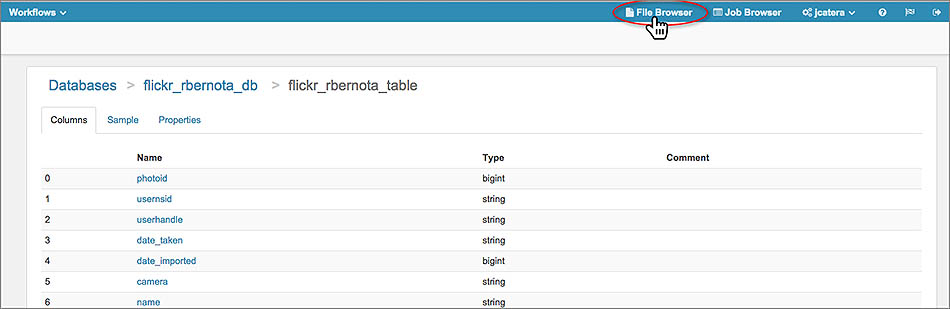 Workflows File Browser Job Browser jcatera ?
Databases > flickr_rbernota_db > flickr_rbernota_table
Columns Sample Properties
Name Type Comment
0 photoid bigint
1 usernsid string
2 userhandle string
3 date_taken string
4 date_imported bigint
5 camera string
6 name string